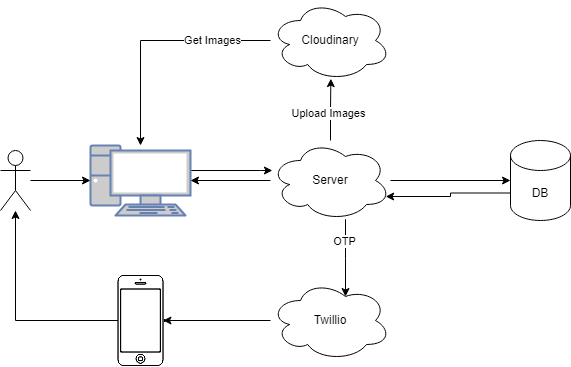 Cloudinary
Get Images
Upload Images
Server
DB
OTP
Twillio